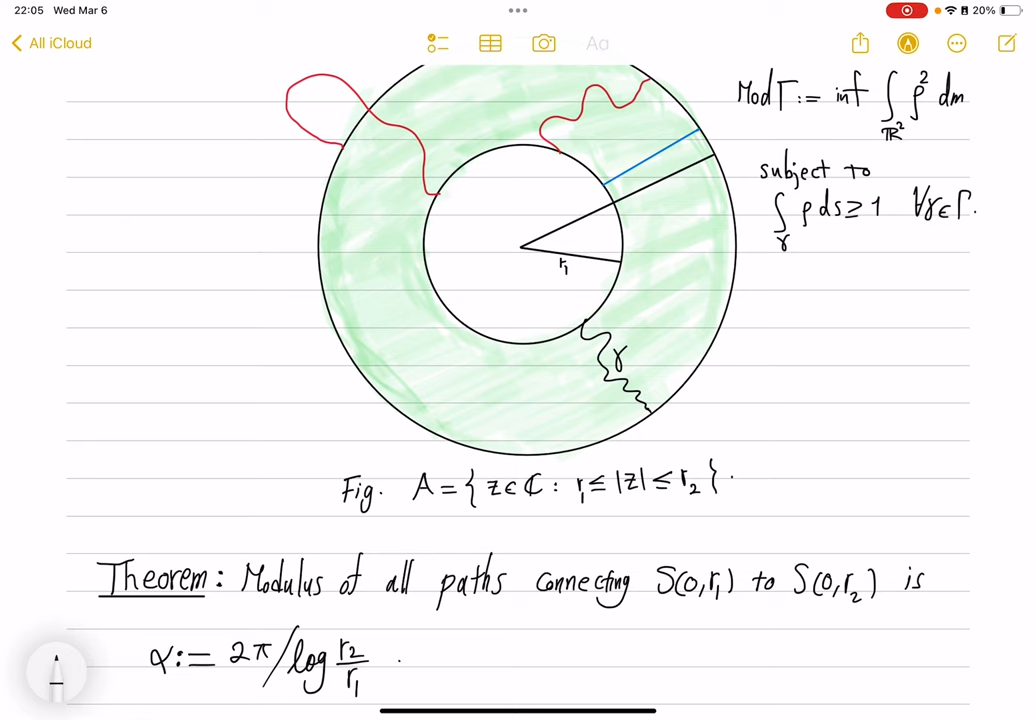 22:05 Wed Mar 6
20%
All iCloud
Aa
Mod Γ := inf ∫_{ℝ²} ρ² dm
subject to
∫_γ ρ ds ≥ 1 ∀γ∈Γ.
r₁
γ
Fig. A = { z ∈ ℂ : r₁ ≤ |z| ≤ r₂ }.
Theorem: Modulus of all paths connecting S(0,r₁) to S(0,r₂) is
α := 2π / log r₂/r₁ .